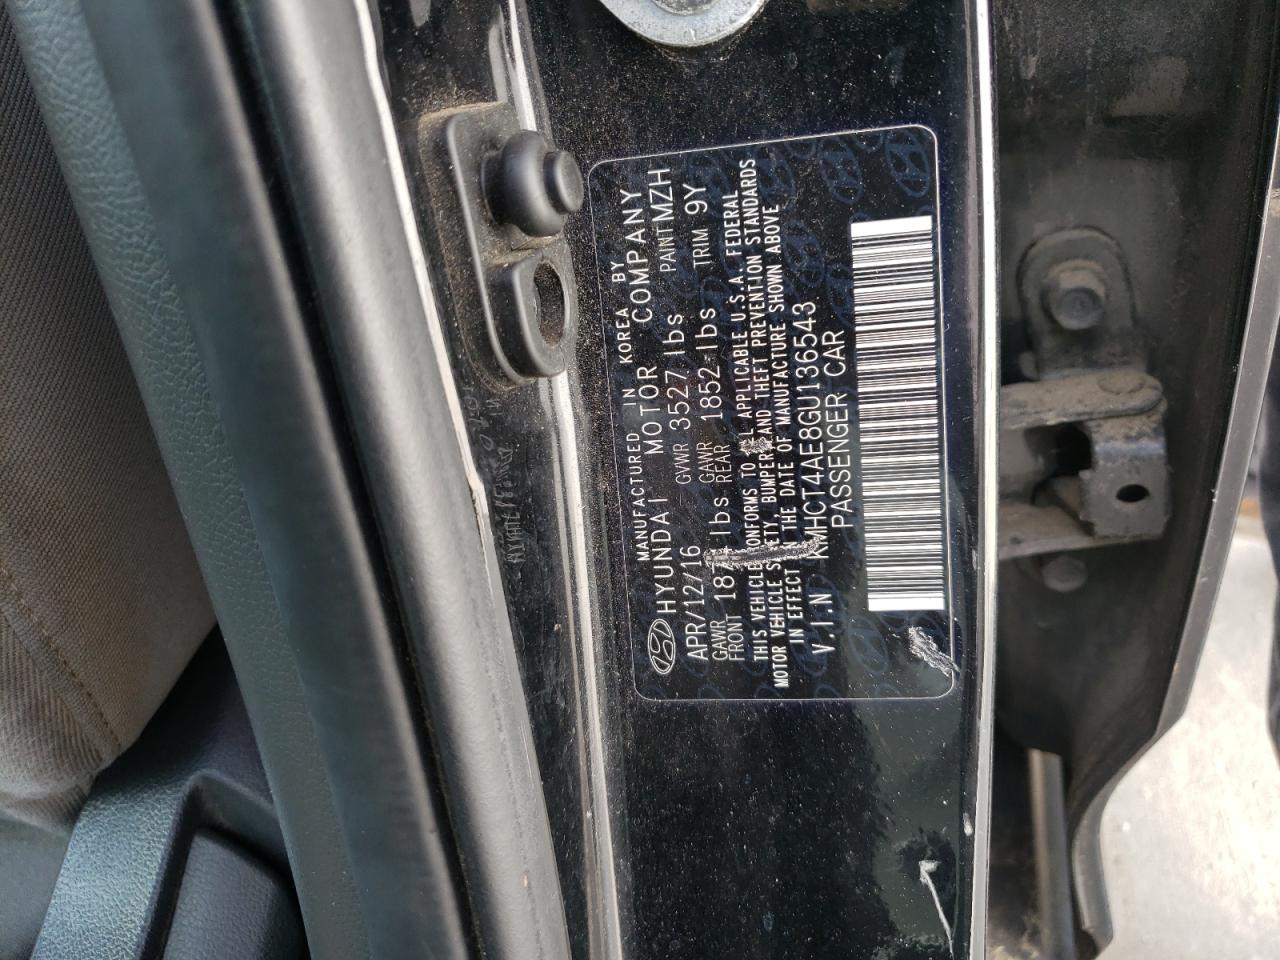 MANUFACTURED IN KOREA BY
HYUNDAI MOTOR COMPANY
APR/12/16 GVWR 3527 lbs PAINT MZH
GAWR FRONT lbs GAWR REAR 1852 lbs TRIM 9Y
THIS VEHICLE CONFORMS TO APPLICABLE U.S.A. FEDERAL
MOTOR VEHICLE SAFETY, BUMPER AND THEFT PREVENTION STANDARDS
IN EFFECT ON THE DATE OF MANUFACTURE SHOWN ABOVE
V.I.N KMHCT4AE8GU136543
PASSENGER CAR